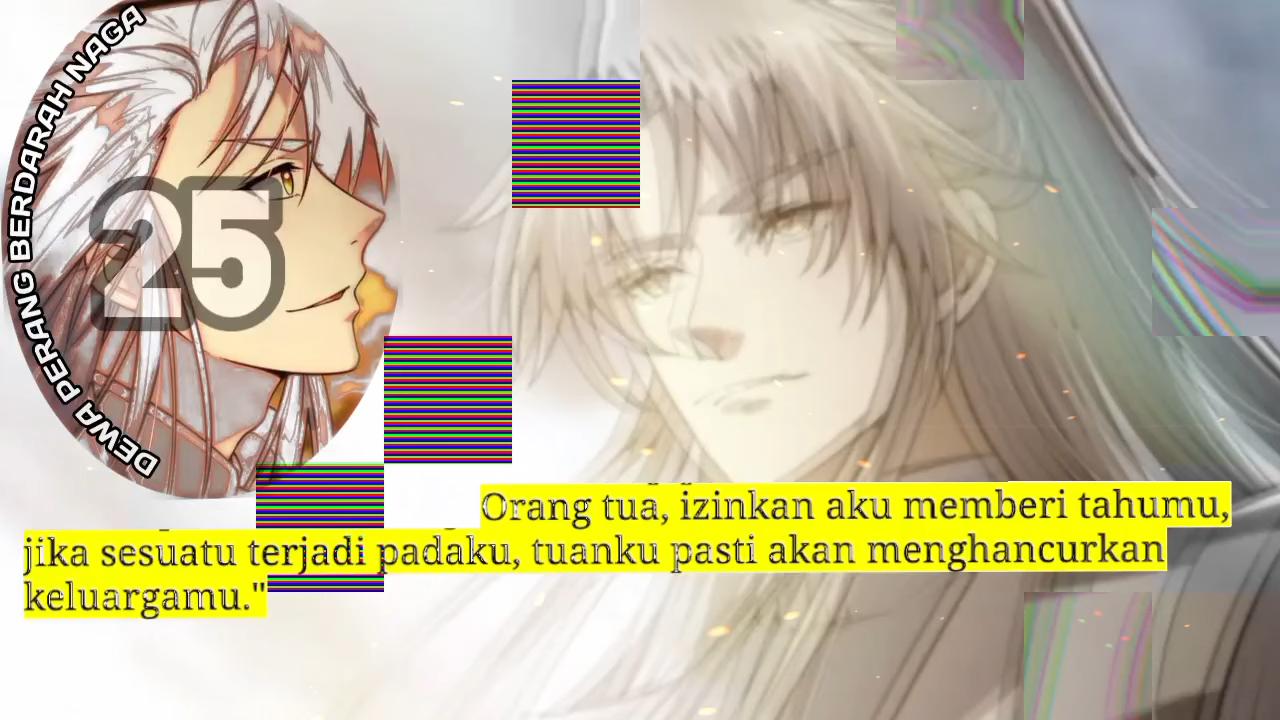 DEWA PERANG BERDARAH NAGA
25
Orang tua, izinkan aku memberi tahumu,
jika sesuatu terjadi padaku, tuanku pasti akan menghancurkan
keluargamu."